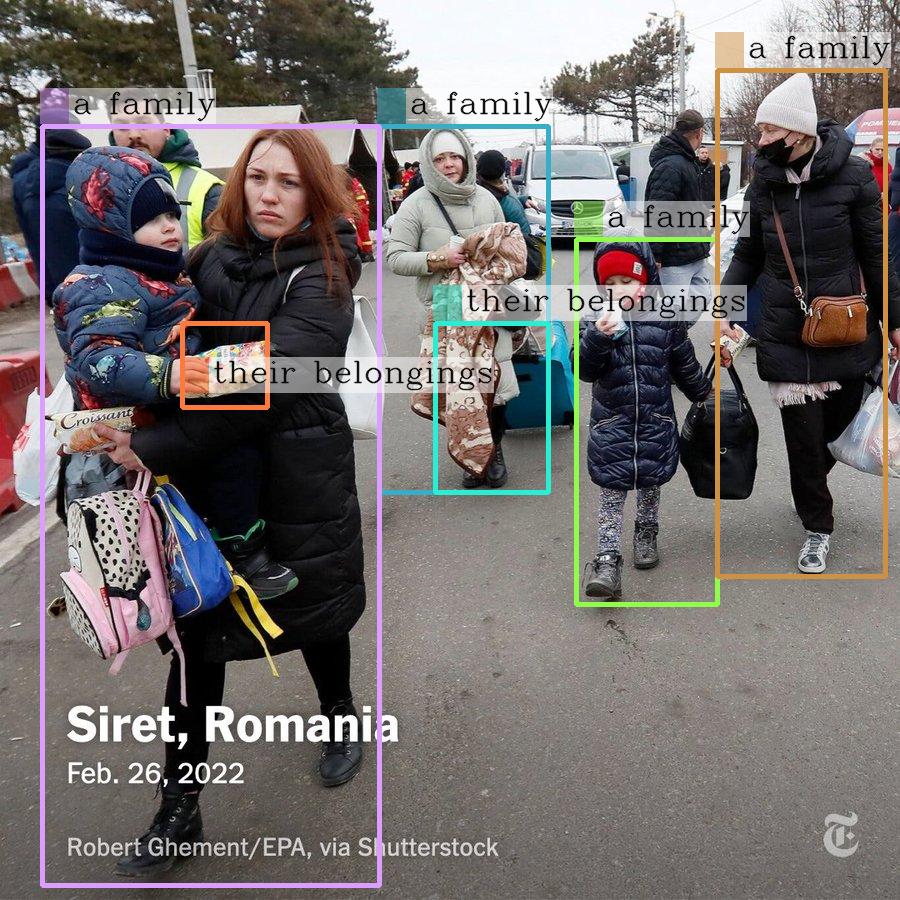 a family
a family
a family
POMPIE
a family
their belongings
their belongings
Croissant
Siret, Romania
Feb. 26, 2022
Robert Ghement/EPA, via Shutterstock
T